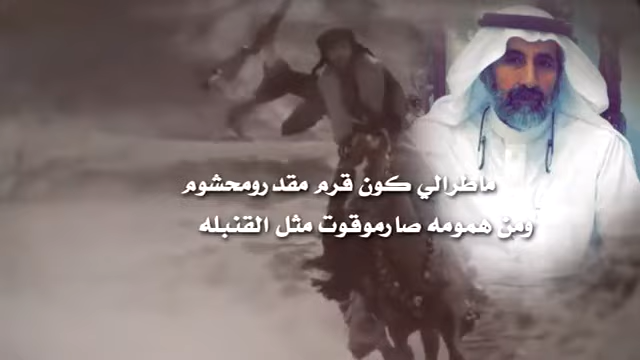 ماطرالي كون قرم مقدرومحشوم
ومن همومه صارموقوت مثل القنبله